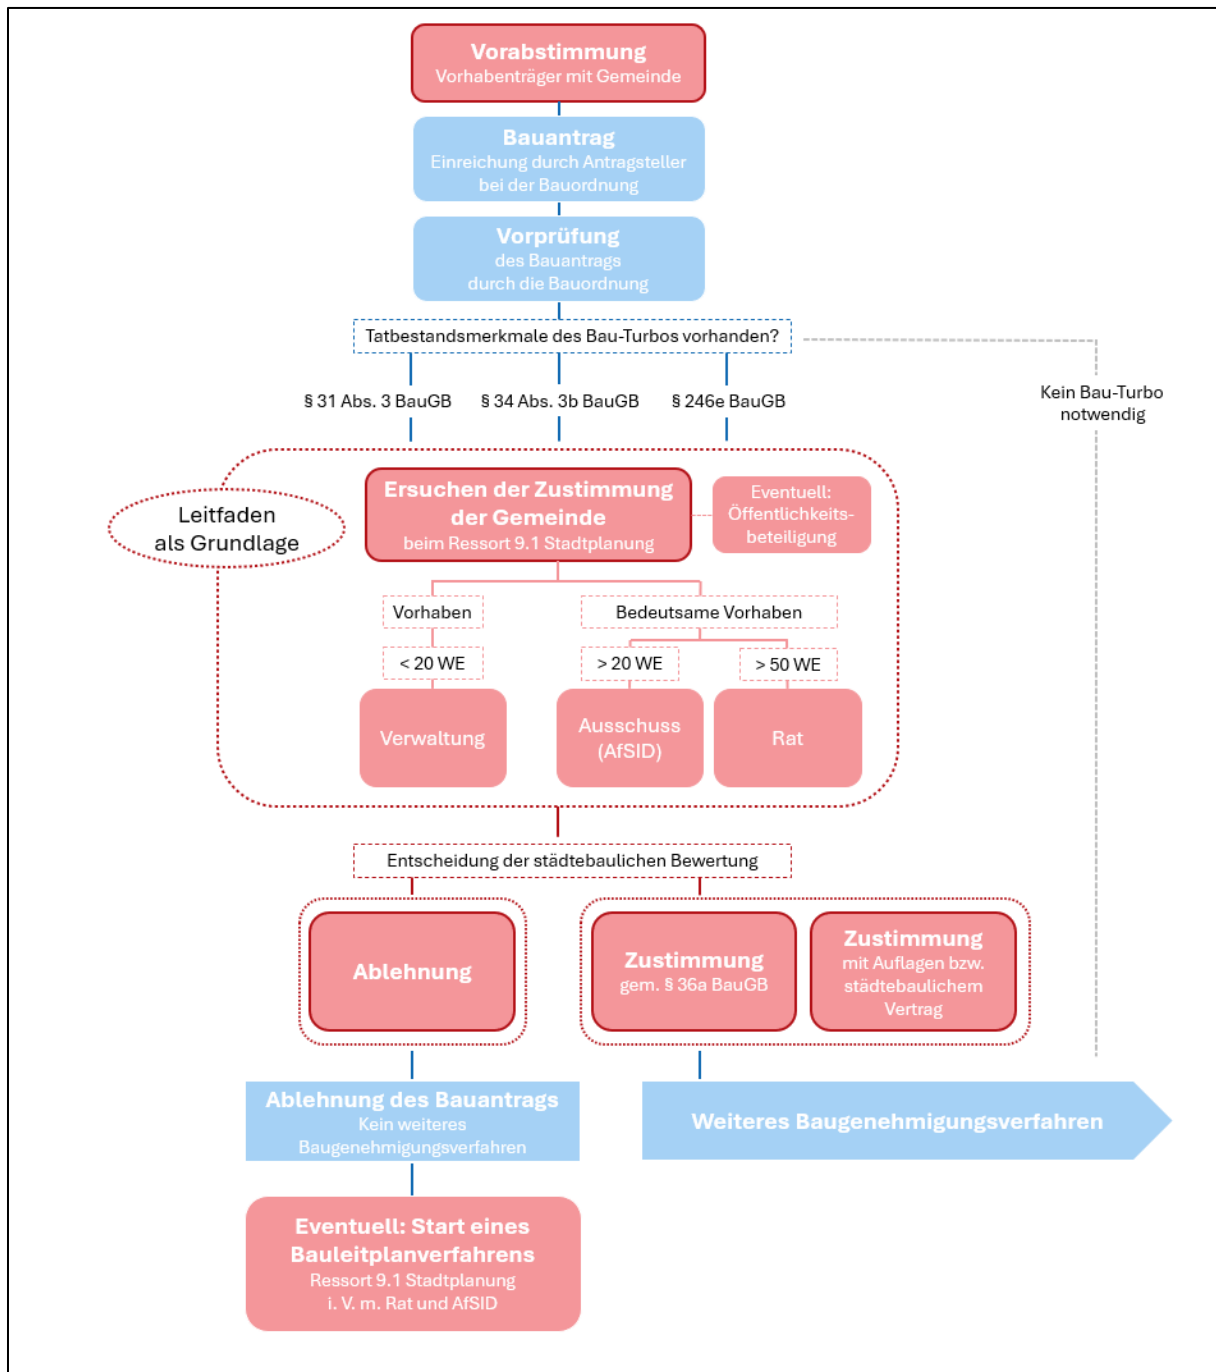 Vorabstimmung
Vorhabenträger mit Gemeinde
Bauantrag
Einreichung durch Antragsteller
bei der Bauordnung
Vorprüfung
des Bauantrags
durch die Bauordnung
Tatbestandsmerkmale des Bau-Turbos vorhanden?
§ 31 Abs. 3 BauGB
§ 34 Abs. 3b BauGB
§ 246e BauGB
Kein Bau-Turbo
notwendig
Leitfaden
als Grundlage
Ersuchen der Zustimmung
der Gemeinde
beim Ressort 9.1 Stadtplanung
Eventuell:
Öffentlichkeits-
beteiligung
Vorhaben
Bedeutsame Vorhaben
< 20 WE
> 20 WE
> 50 WE
Verwaltung
Ausschuss
(AfSID)
Rat
Entscheidung der städtebaulichen Bewertung
Ablehnung
Zustimmung
gem. § 36a BauGB
Zustimmung
mit Auflagen bzw.
städtebaulichem
Vertrag
Ablehnung des Bauantrags
Kein weiteres
Baugenehmigungsverfahren
Weiteres Baugenehmigungsverfahren
Eventuell: Start eines
Bauleitplanverfahrens
Ressort 9.1 Stadtplanung
i. V. m. Rat und AfSID